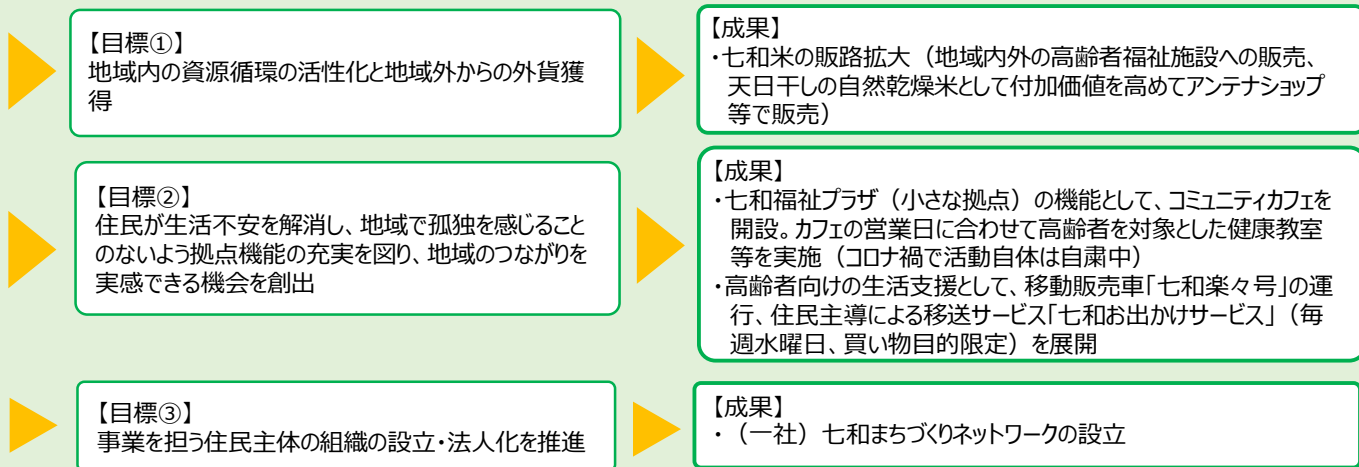 【目標①】
地域内の資源循環の活性化と地域外からの外貨獲
得
【成果】
・七和米の販路拡大（地域内外の高齢者福祉施設への販売、
天日干しの自然乾燥米として付加価値を高めてアンテナショップ
等で販売）
【目標②】
住民が生活不安を解消し、地域で孤独を感じること
のないよう拠点機能の充実を図り、地域のつながりを
実感できる機会を創出
【成果】
・七和福祉プラザ（小さな拠点）の機能として、コミュニティカフェを
開設。カフェの営業日に合わせて高齢者を対象とした健康教室
等を実施（コロナ禍で活動自体は自粛中）
・高齢者向けの生活支援として、移動販売車「七和楽々号」の運
行、住民主導による移送サービス「七和お出かけサービス」（毎
週水曜日、買い物目的限定）を展開
【目標③】
事業を担う住民主体の組織の設立・法人化を推進
【成果】
・（一社）七和まちづくりネットワークの設立